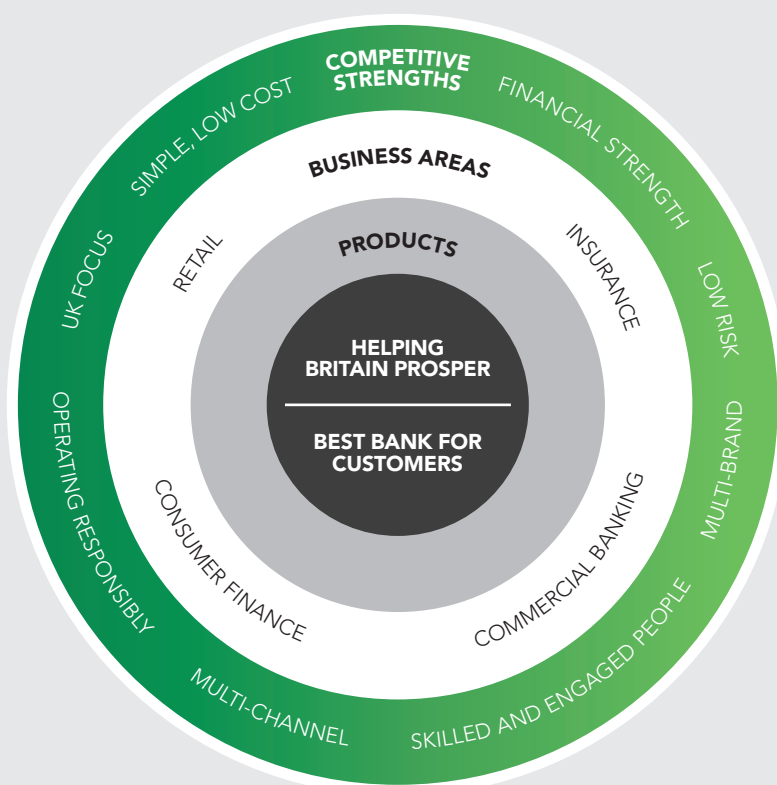 COMPETITIVE
STRENGTHS
FINANCIAL STRENGTH
LOW RISK
MULTI-BRAND
SKILLED AND ENGAGED PEOPLE
MULTI-CHANNEL
OPERATING RESPONSIBLY
UK FOCUS
SIMPLE, LOW COST
BUSINESS AREAS
INSURANCE
COMMERCIAL BANKING
CONSUMER FINANCE
RETAIL
PRODUCTS
HELPING
BRITAIN PROSPER
BEST BANK FOR
CUSTOMERS